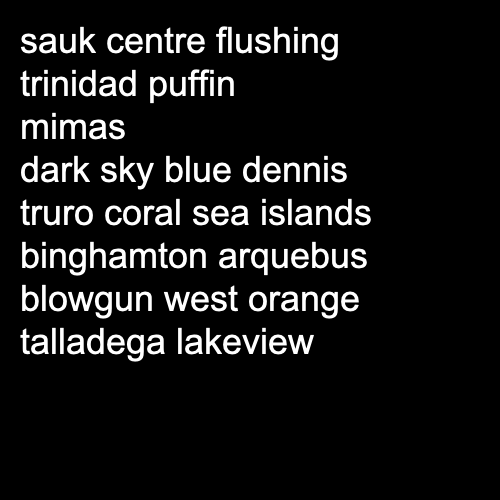 sauk centre flushing
trinidad puffin
mimas
dark sky blue dennis
truro coral sea islands
binghamton arquebus
blowgun west orange
talladega lakeview